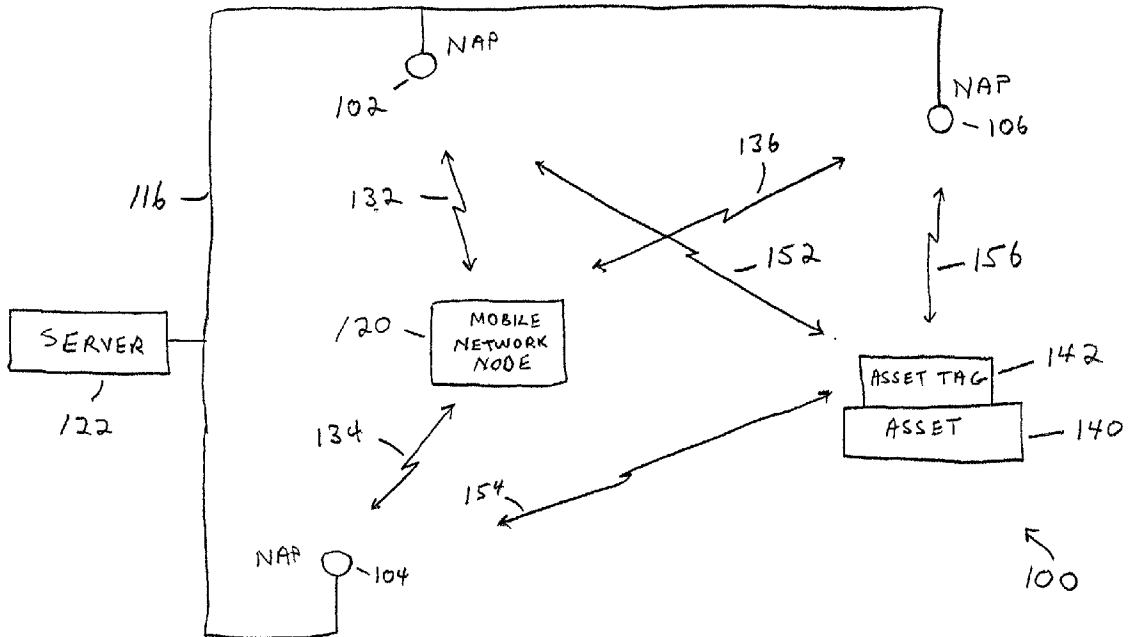 NAP
102
NAP
106
136
116
132
152
156
SERVER
122
120
MOBILE
NETWORK
NODE
ASSET TAG
142
ASSET
140
134
154
NAP
104
100